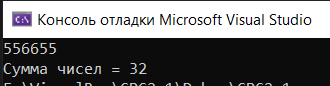 Консоль отладки Microsoft Visual Studio
556655
Сумма чисел = 32